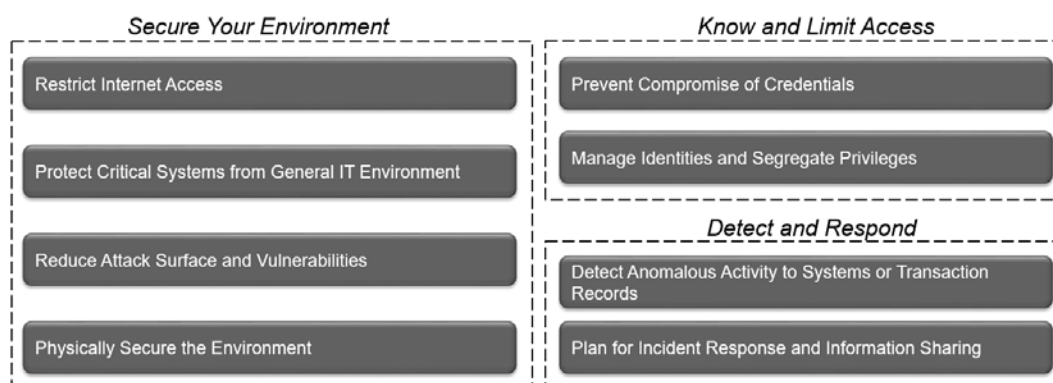 Secure Your Environment
Restrict Internet Access
Protect Critical Systems from General IT Environment
Reduce Attack Surface and Vulnerabilities
Physically Secure the Environment
Know and Limit Access
Prevent Compromise of Credentials
Manage Identities and Segregate Privileges
Detect and Respond
Detect Anomalous Activity to Systems or Transaction
Records
Plan for Incident Response and Information Sharing